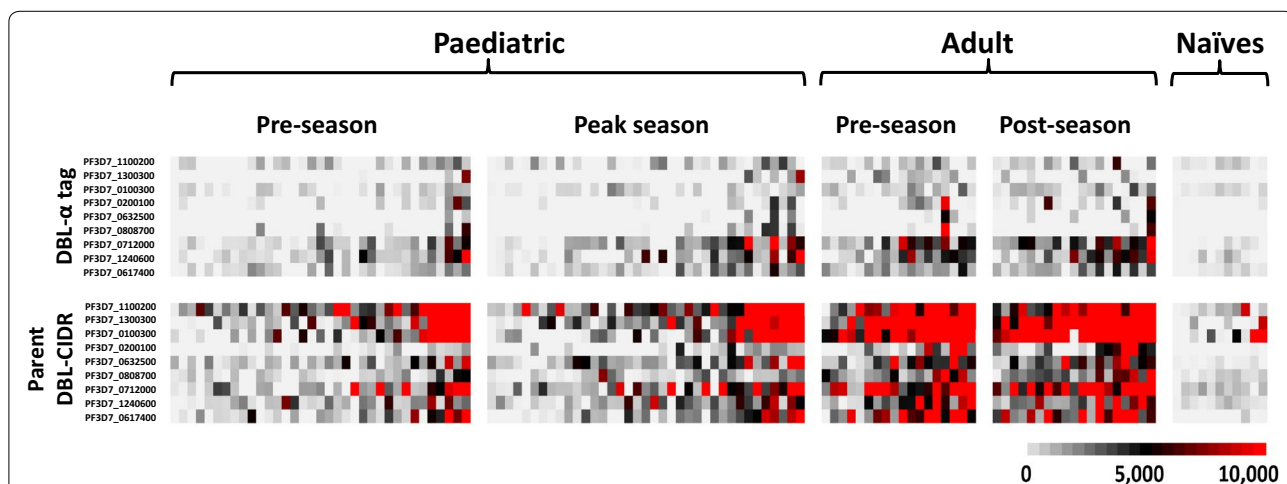 Paediatric Adult Naïves
Pre-season Peak season Pre-season Post-season
DBL-α tag
PF3D7_1100200
PF3D7_1300300
PF3D7_0100300
PF3D7_0200100
PF3D7_0632500
PF3D7_0808700
PF3D7_0712000
PF3D7_1240600
PF3D7_0617400
Parent
DBL-CIDR
PF3D7_1100200
PF3D7_1300300
PF3D7_0100300
PF3D7_0200100
PF3D7_0632500
PF3D7_0808700
PF3D7_0712000
PF3D7_1240600
PF3D7_0617400
0 5,000 10,000